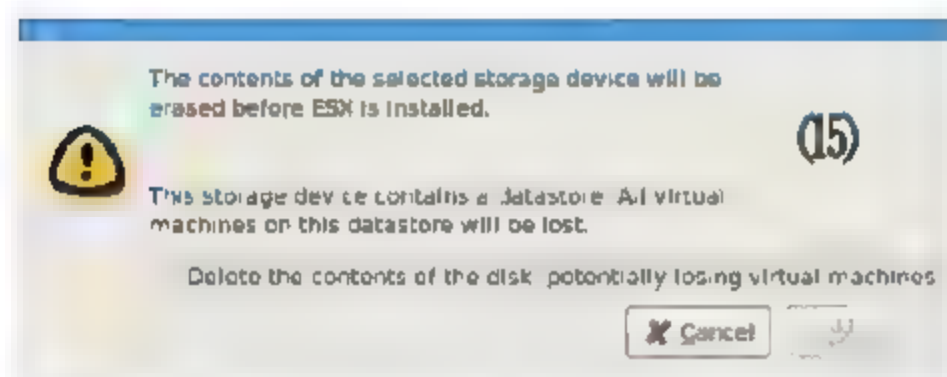 The contents of the selected storage device will be
erased before ESX is installed.
(15)
This storage device contains a datastore. All virtual
machines on this datastore will be lost.
Delete the contents of the disk, potentially losing virtual machines
Cancel